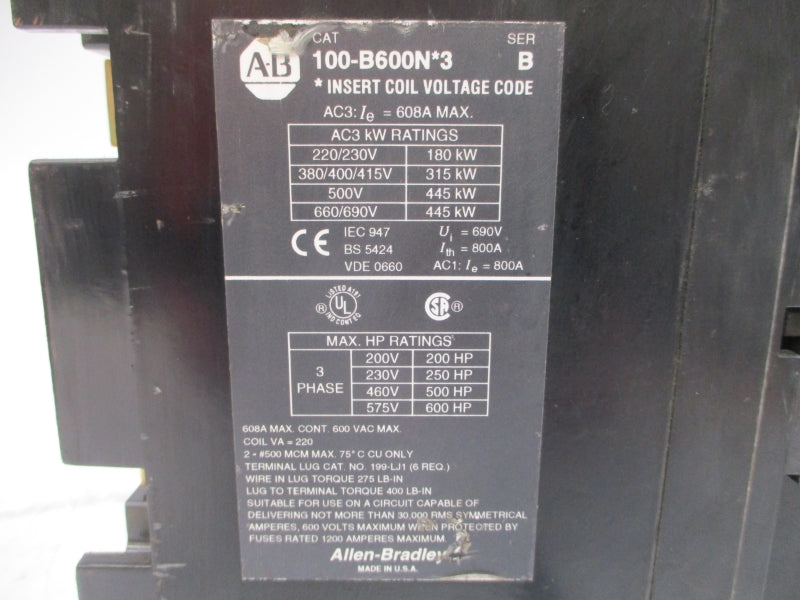 CAT SER
A-B 100-B600N*3 B
* INSERT COIL VOLTAGE CODE
AC3: Ie = 608A MAX.
AC3 kW RATINGS
220/230V 180 kW
380/400/415V 315 kW
500V 445 kW
660/690V 445 kW
CE IEC 947 Ui = 690V
BS 5424 Ith = 800A
VDE 0660 AC1: Ie = 800A
LISTED A191
® UL SA ®
IND CONT EQ
MAX. HP RATINGS
3 PHASE
200V 200 HP
230V 250 HP
460V 500 HP
575V 600 HP
608A MAX. CONT. 600 VAC MAX.
COIL VA = 220
2 - #500 MCM MAX. 75° C CU ONLY
TERMINAL LUG CAT. NO. 199-LJ1 (6 REQ.)
WIRE IN LUG TORQUE 275 LB-IN
LUG TO TERMINAL TORQUE 400 LB-IN
SUITABLE FOR USE ON A CIRCUIT CAPABLE OF
DELIVERING NOT MORE THAN 30,000 RMS SYMMETRICAL
AMPERES, 600 VOLTS MAXIMUM WHEN PROTECTED BY
FUSES RATED 1200 AMPERES MAXIMUM.
Allen-Bradley
MADE IN U.S.A.